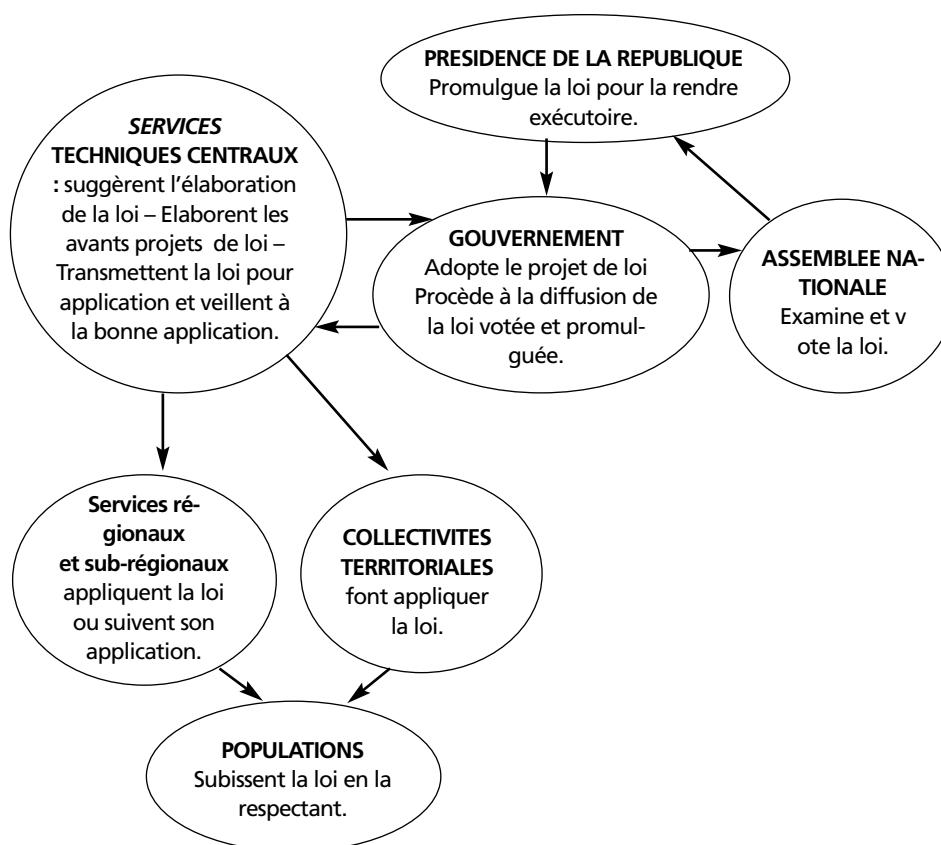 PRESIDENCE DE LA REPUBLIQUE
Promulgue la loi pour la rendre
exécutoire.
SERVICES
TECHNIQUES CENTRAUX
: suggèrent l’élaboration
de la loi – Elaborent les
avants projets de loi –
Transmettent la loi pour
application et veillent à
la bonne application.
GOUVERNEMENT
Adopte le projet de loi
Procède à la diffusion de
la loi votée et promul-
guée.
ASSEMBLEE NA-
TIONALE
Examine et v
ote la loi.
Services ré-
gionaux
et sub-régionaux
appliquent la loi
ou suivent son
application.
COLLECTIVITES
TERRITORIALES
font appliquer
la loi.
POPULATIONS
Subissent la loi en la
respectant.